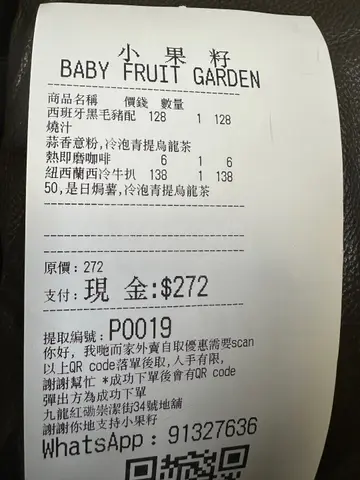 小果籽
BABY FRUIT GARDEN
商品名稱 價錢 數量
西班牙黑毛豬配 128 1 128
燒汁
蒜香意粉,冷泡青提烏龍茶
熱即磨咖啡 6 1 6
紐西蘭西冷牛扒 138 1 138
50,是日焗薯,冷泡青提烏龍茶
原價:272
支付:現金:$272
提取編號:P0019
你好, 我哋而家外賣自取優惠需要scan
以上QR code落單後取,人手有限,
謝謝幫忙 *成功下單後會有QR code
彈出方為成功下單
九龍紅磡崇潔街34號地舖
謝謝你地支持小果籽
WhatsApp : 91327636